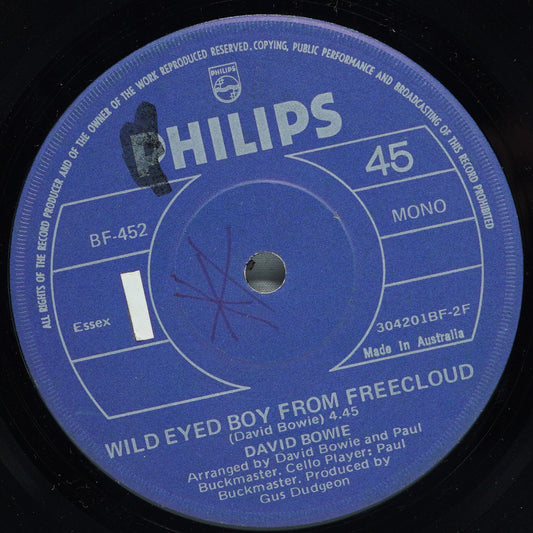 ALL RIGHTS OF THE RECORD PRODUCER AND OF THE OWNER OF THE WORK REPRODUCED RESERVED. COPYING, PUBLIC PERFORMANCE AND BROADCASTING OF THIS RECORD PROHIBITED
PHILIPS
PHILIPS
45
BF-452
MONO
Essex
304201BF-2F
Made In Australia
WILD EYED BOY FROM FREECLOUD
(David Bowie) 4.45
DAVID BOWIE
Arranged by David Bowie and Paul
Buckmaster. Cello Player; Paul
Buckmaster. Produced by
Gus Dudgeon